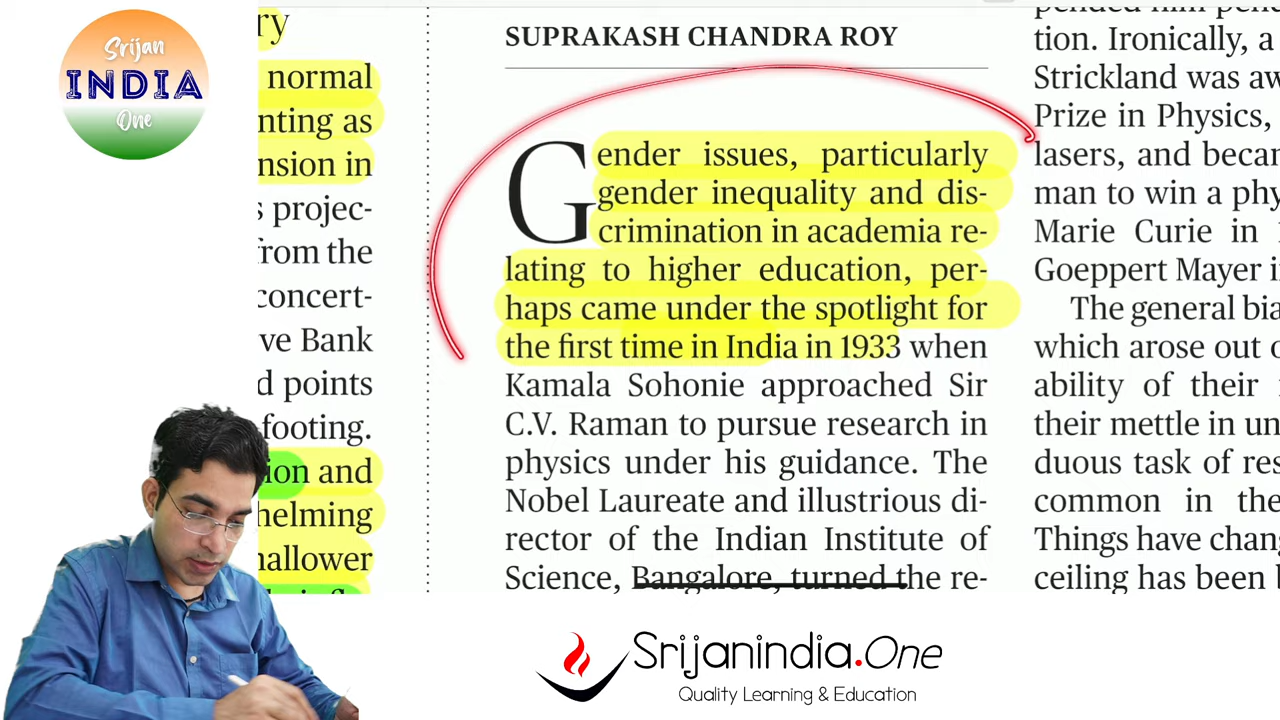 Srijan
INDIA
One
ry
normal
nting as
nsion in
s projec-
from the
concert-
ve Bank
d points
footing.
ion and
helming
hallower
SUPRAKASH CHANDRA ROY
Gender issues, particularly
gender inequality and dis-
crimination in academia re-
lating to higher education, per-
haps came under the spotlight for
the first time in India in 1933 when
Kamala Sohonie approached Sir
C.V. Raman to pursue research in
physics under his guidance. The
Nobel Laureate and illustrious di-
rector of the Indian Institute of
Science, Bangalore, turned the re-
tion. Ironically, a
Strickland was aw
Prize in Physics,
lasers, and becam
man to win a phy
Marie Curie in
Goeppert Mayer i
The general bia
which arose out o
ability of their
their mettle in un
duous task of res
common in the
Things have chang
ceiling has been b
Srijanindia.One
Quality Learning & Education